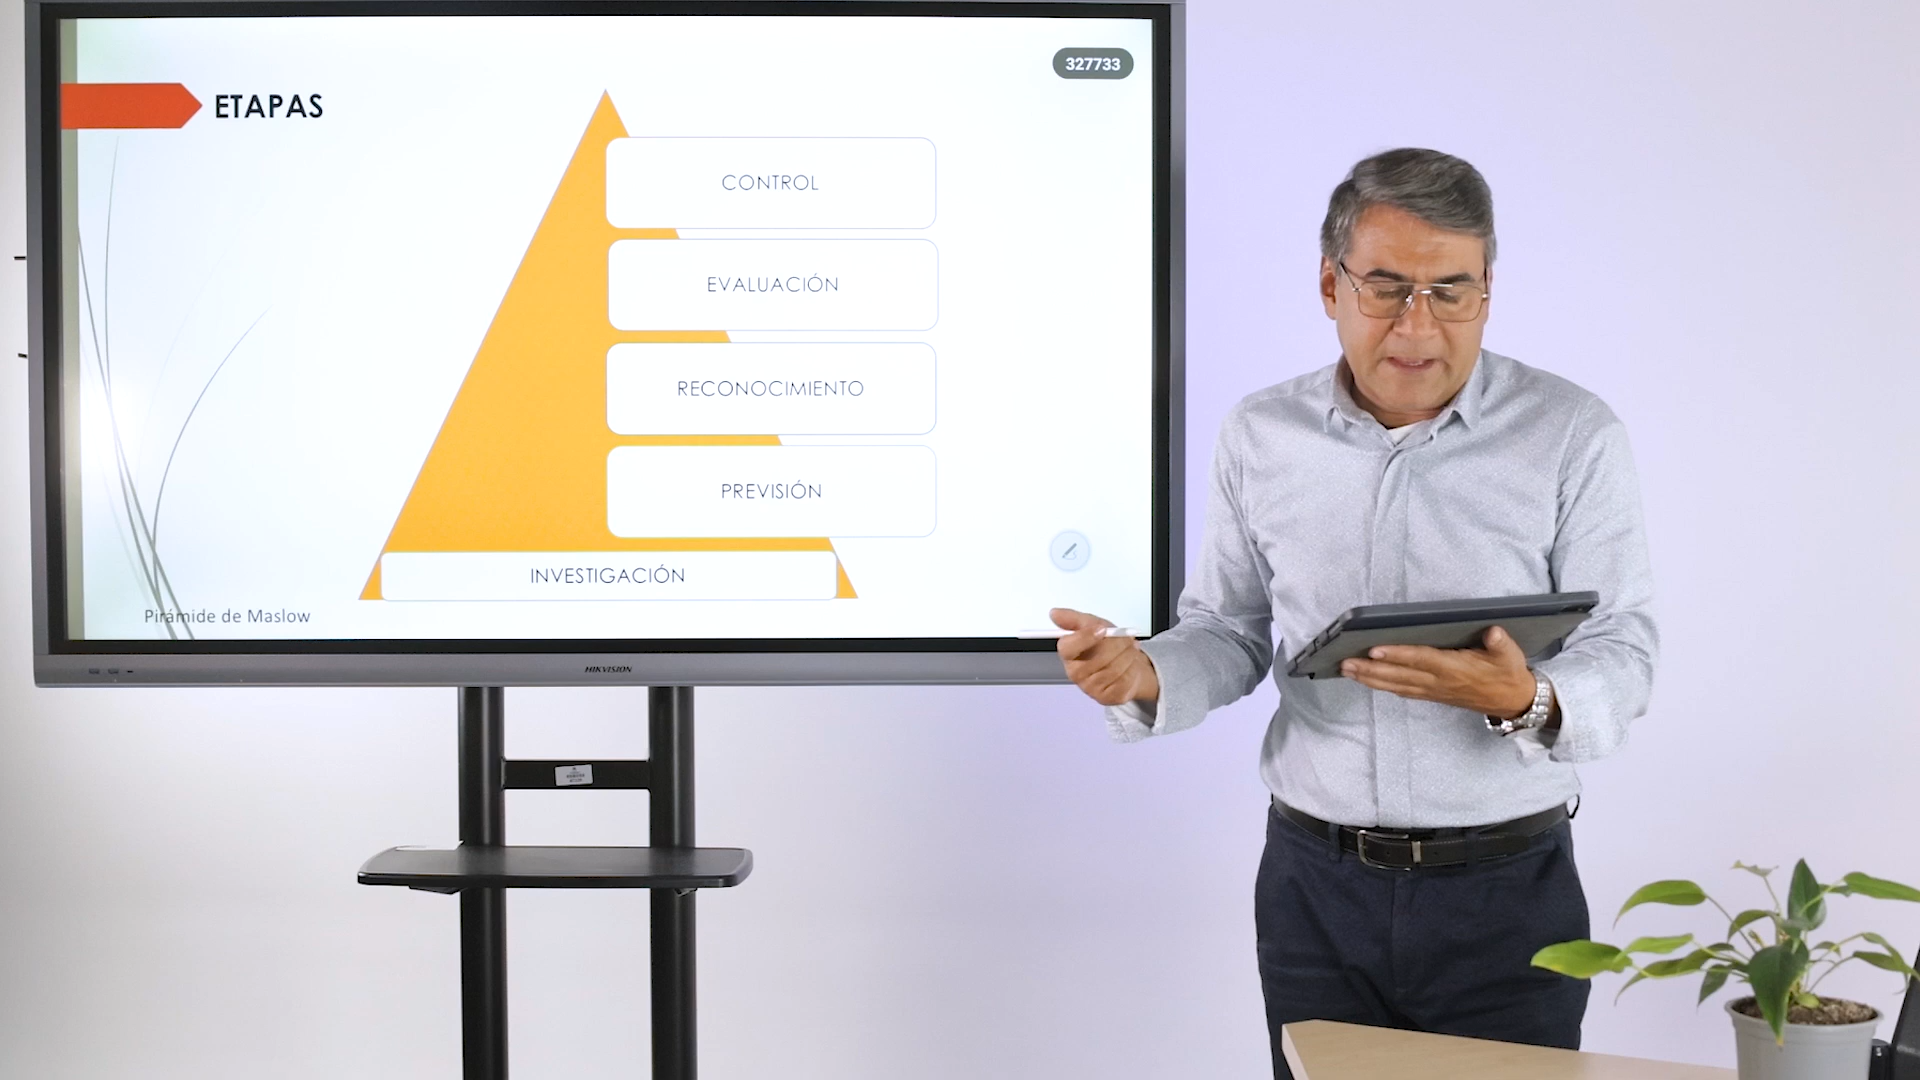 327733
ETAPAS
CONTROL
EVALUACIÓN
RECONOCIMIENTO
PREVISIÓN
INVESTIGACIÓN
Pirámide de Maslow
HIKVISION